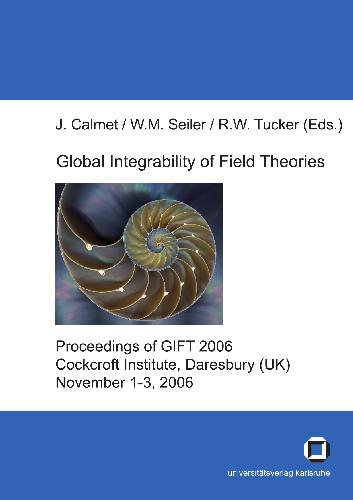 J. Calmet / W.M. Seiler / R.W. Tucker (Eds.)
Global Integrability of Field Theories
Proceedings of GIFT 2006
Cockcroft Institute, Daresbury (UK)
November 1-3, 2006
universitätsverlag karlsruhe